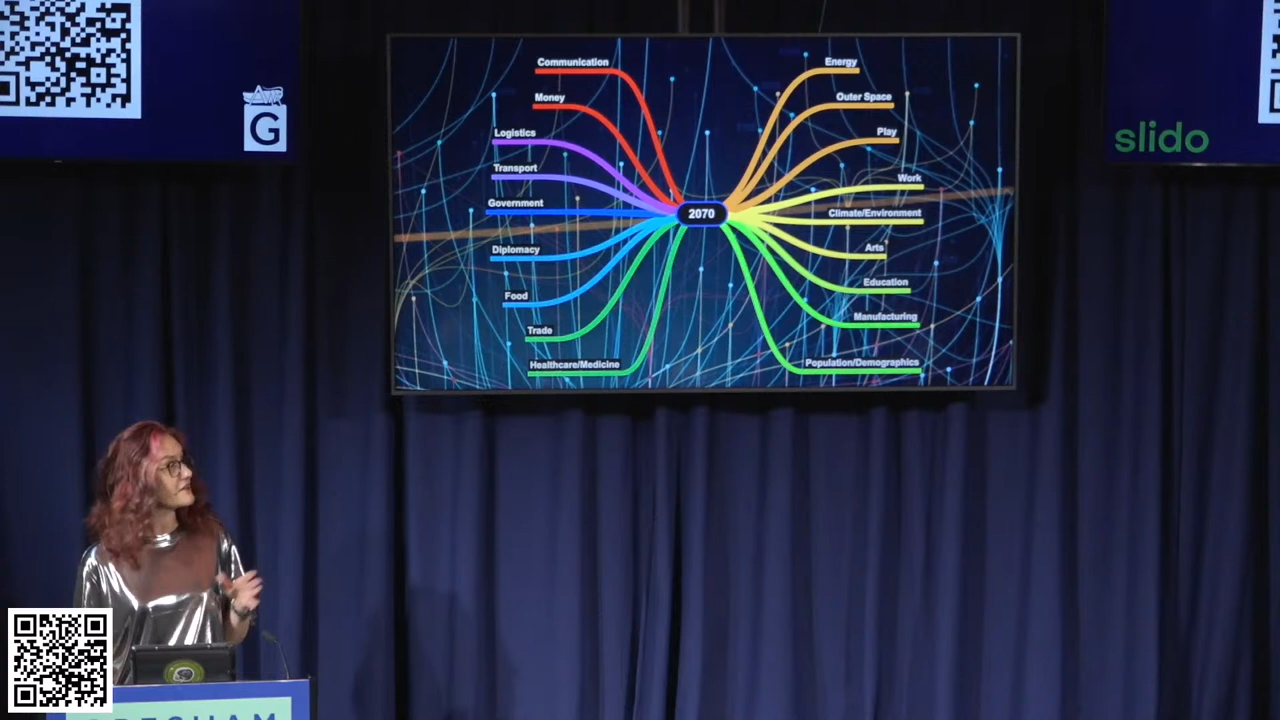 G
slido
Communication
Money
Logistics
Transport
Government
Diplomacy
Food
Trade
Healthcare/Medicine
2070
Energy
Outer Space
Play
Work
Climate/Environment
Arts
Education
Manufacturing
Population/Demographics
GRESHAM